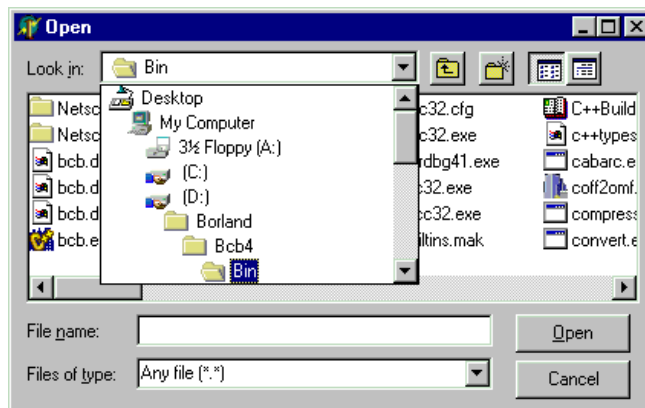 Open
Look in: Bin
Desktop
My Computer
3½ Floppy (A:)
(C:)
(D:)
Borland
Bcb4
Bin
Netsc
Netsc
bcb.d
bcb.d
bcb.d
bcb.e
c32.cfg
c32.exe
rdbg41.exe
c32.exe
cc32.exe
iltins.mak
C++Build
c++types
cabarc.e
coff2omf.
compress
convert.e
File name:
Open
Files of type: Any file (*.*)
Cancel